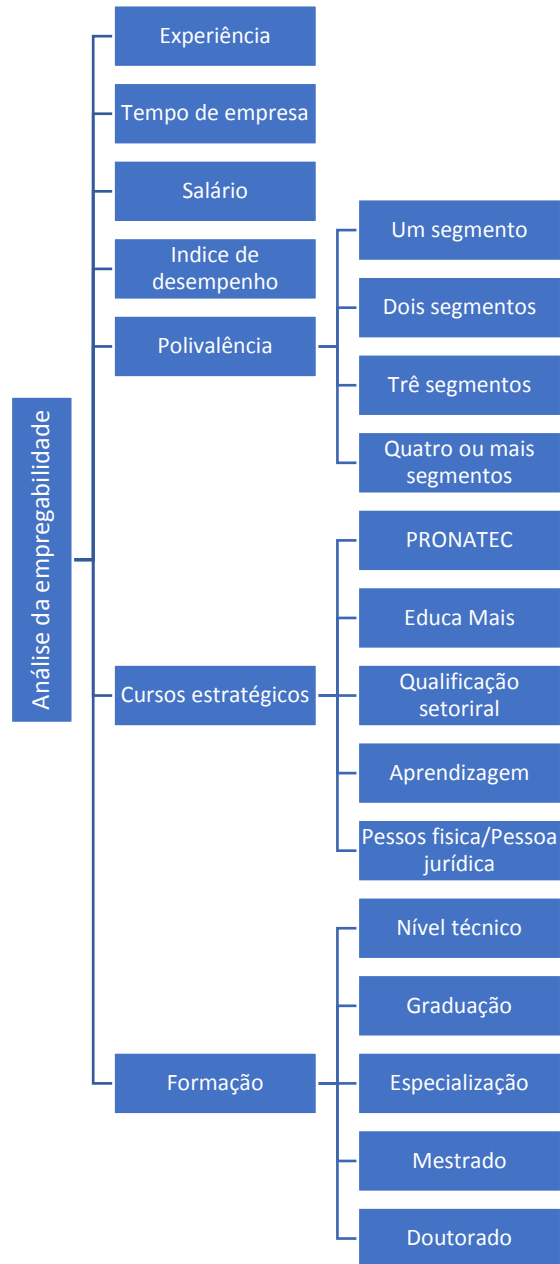 Análise da empregabilidade
Experiência
Tempo de empresa
Salário
Indice de
desempenho
Polivalência
Um segmento
Dois segmentos
Trê segmentos
Quatro ou mais
segmentos
Cursos estratégicos
PRONATEC
Educa Mais
Qualificação
setoriral
Aprendizagem
Pessos fisica/Pessoa
jurídica
Formação
Nível técnico
Graduação
Especialização
Mestrado
Doutorado